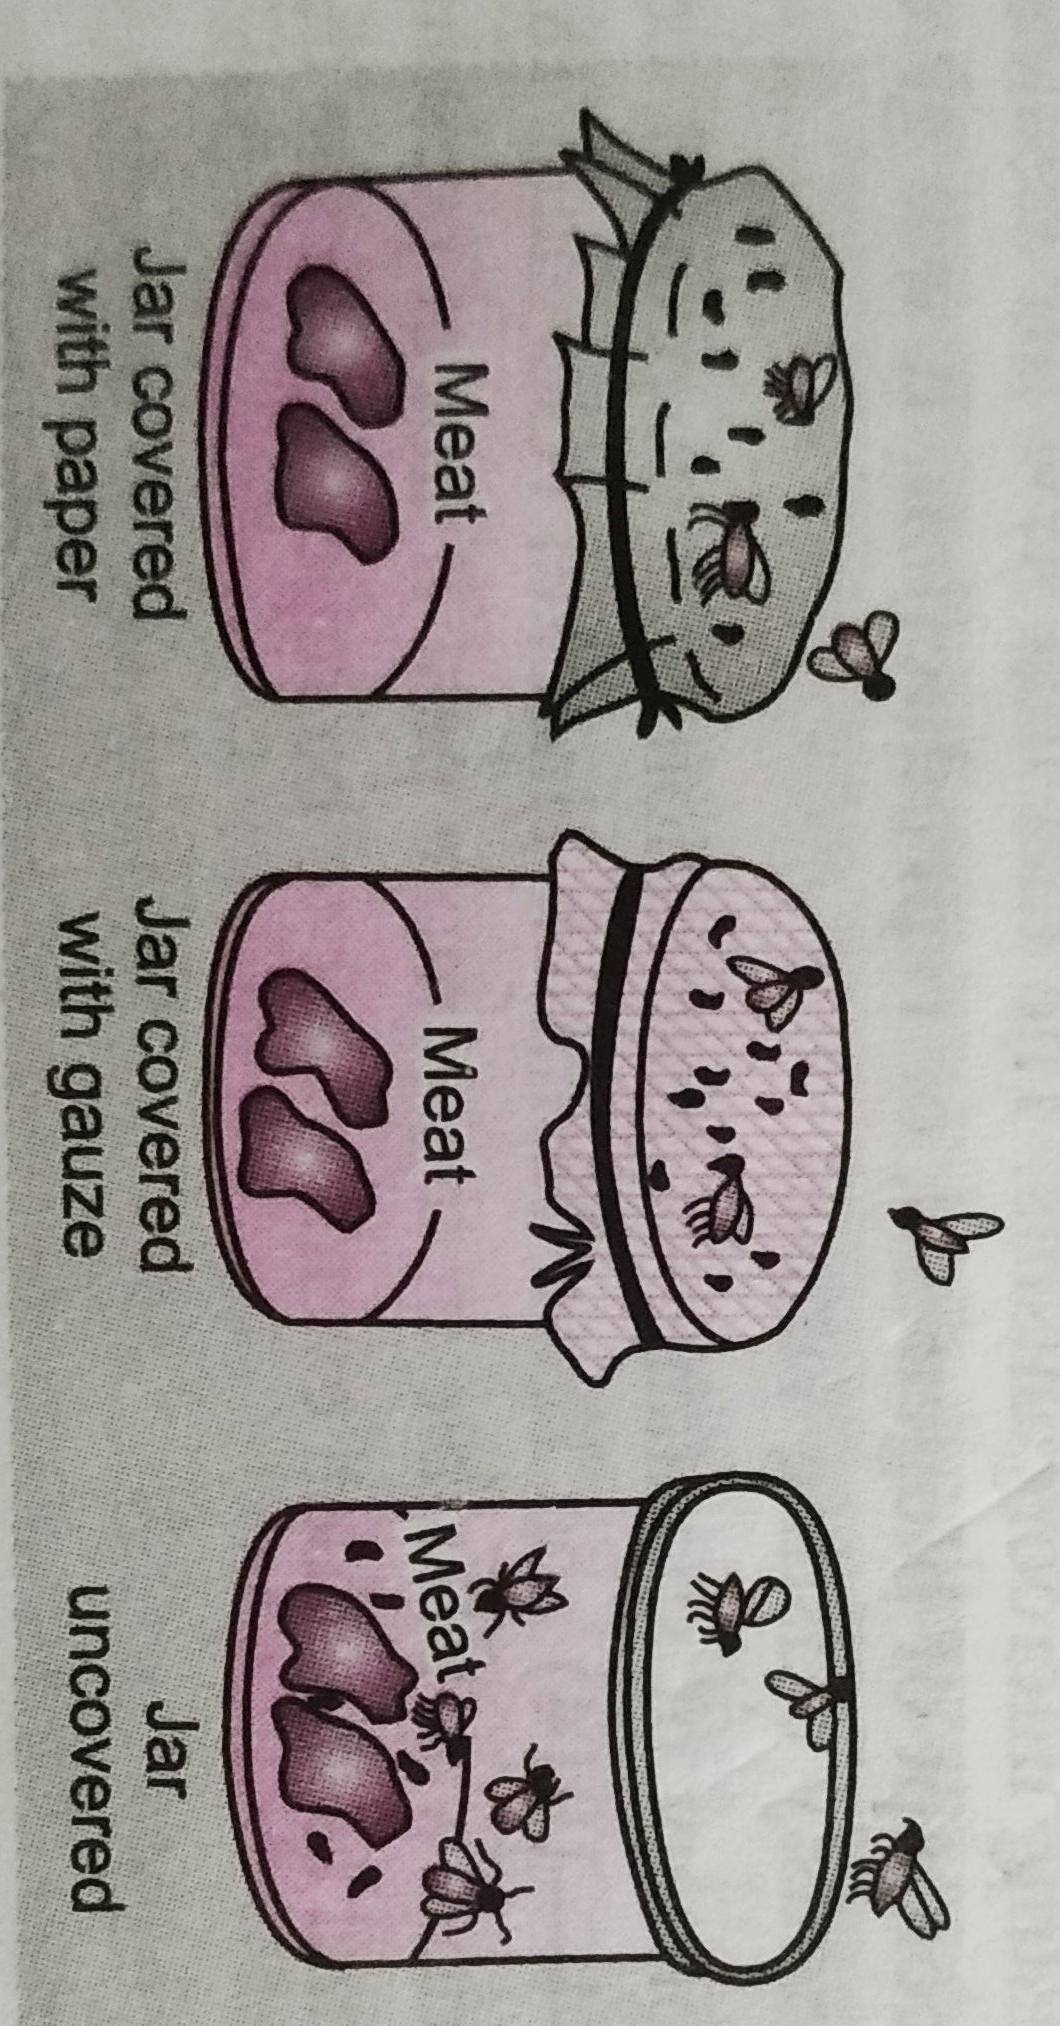 Meat
Jar covered
with paper
Meat
Jar covered
with gauze
Meat
Jar
uncovered